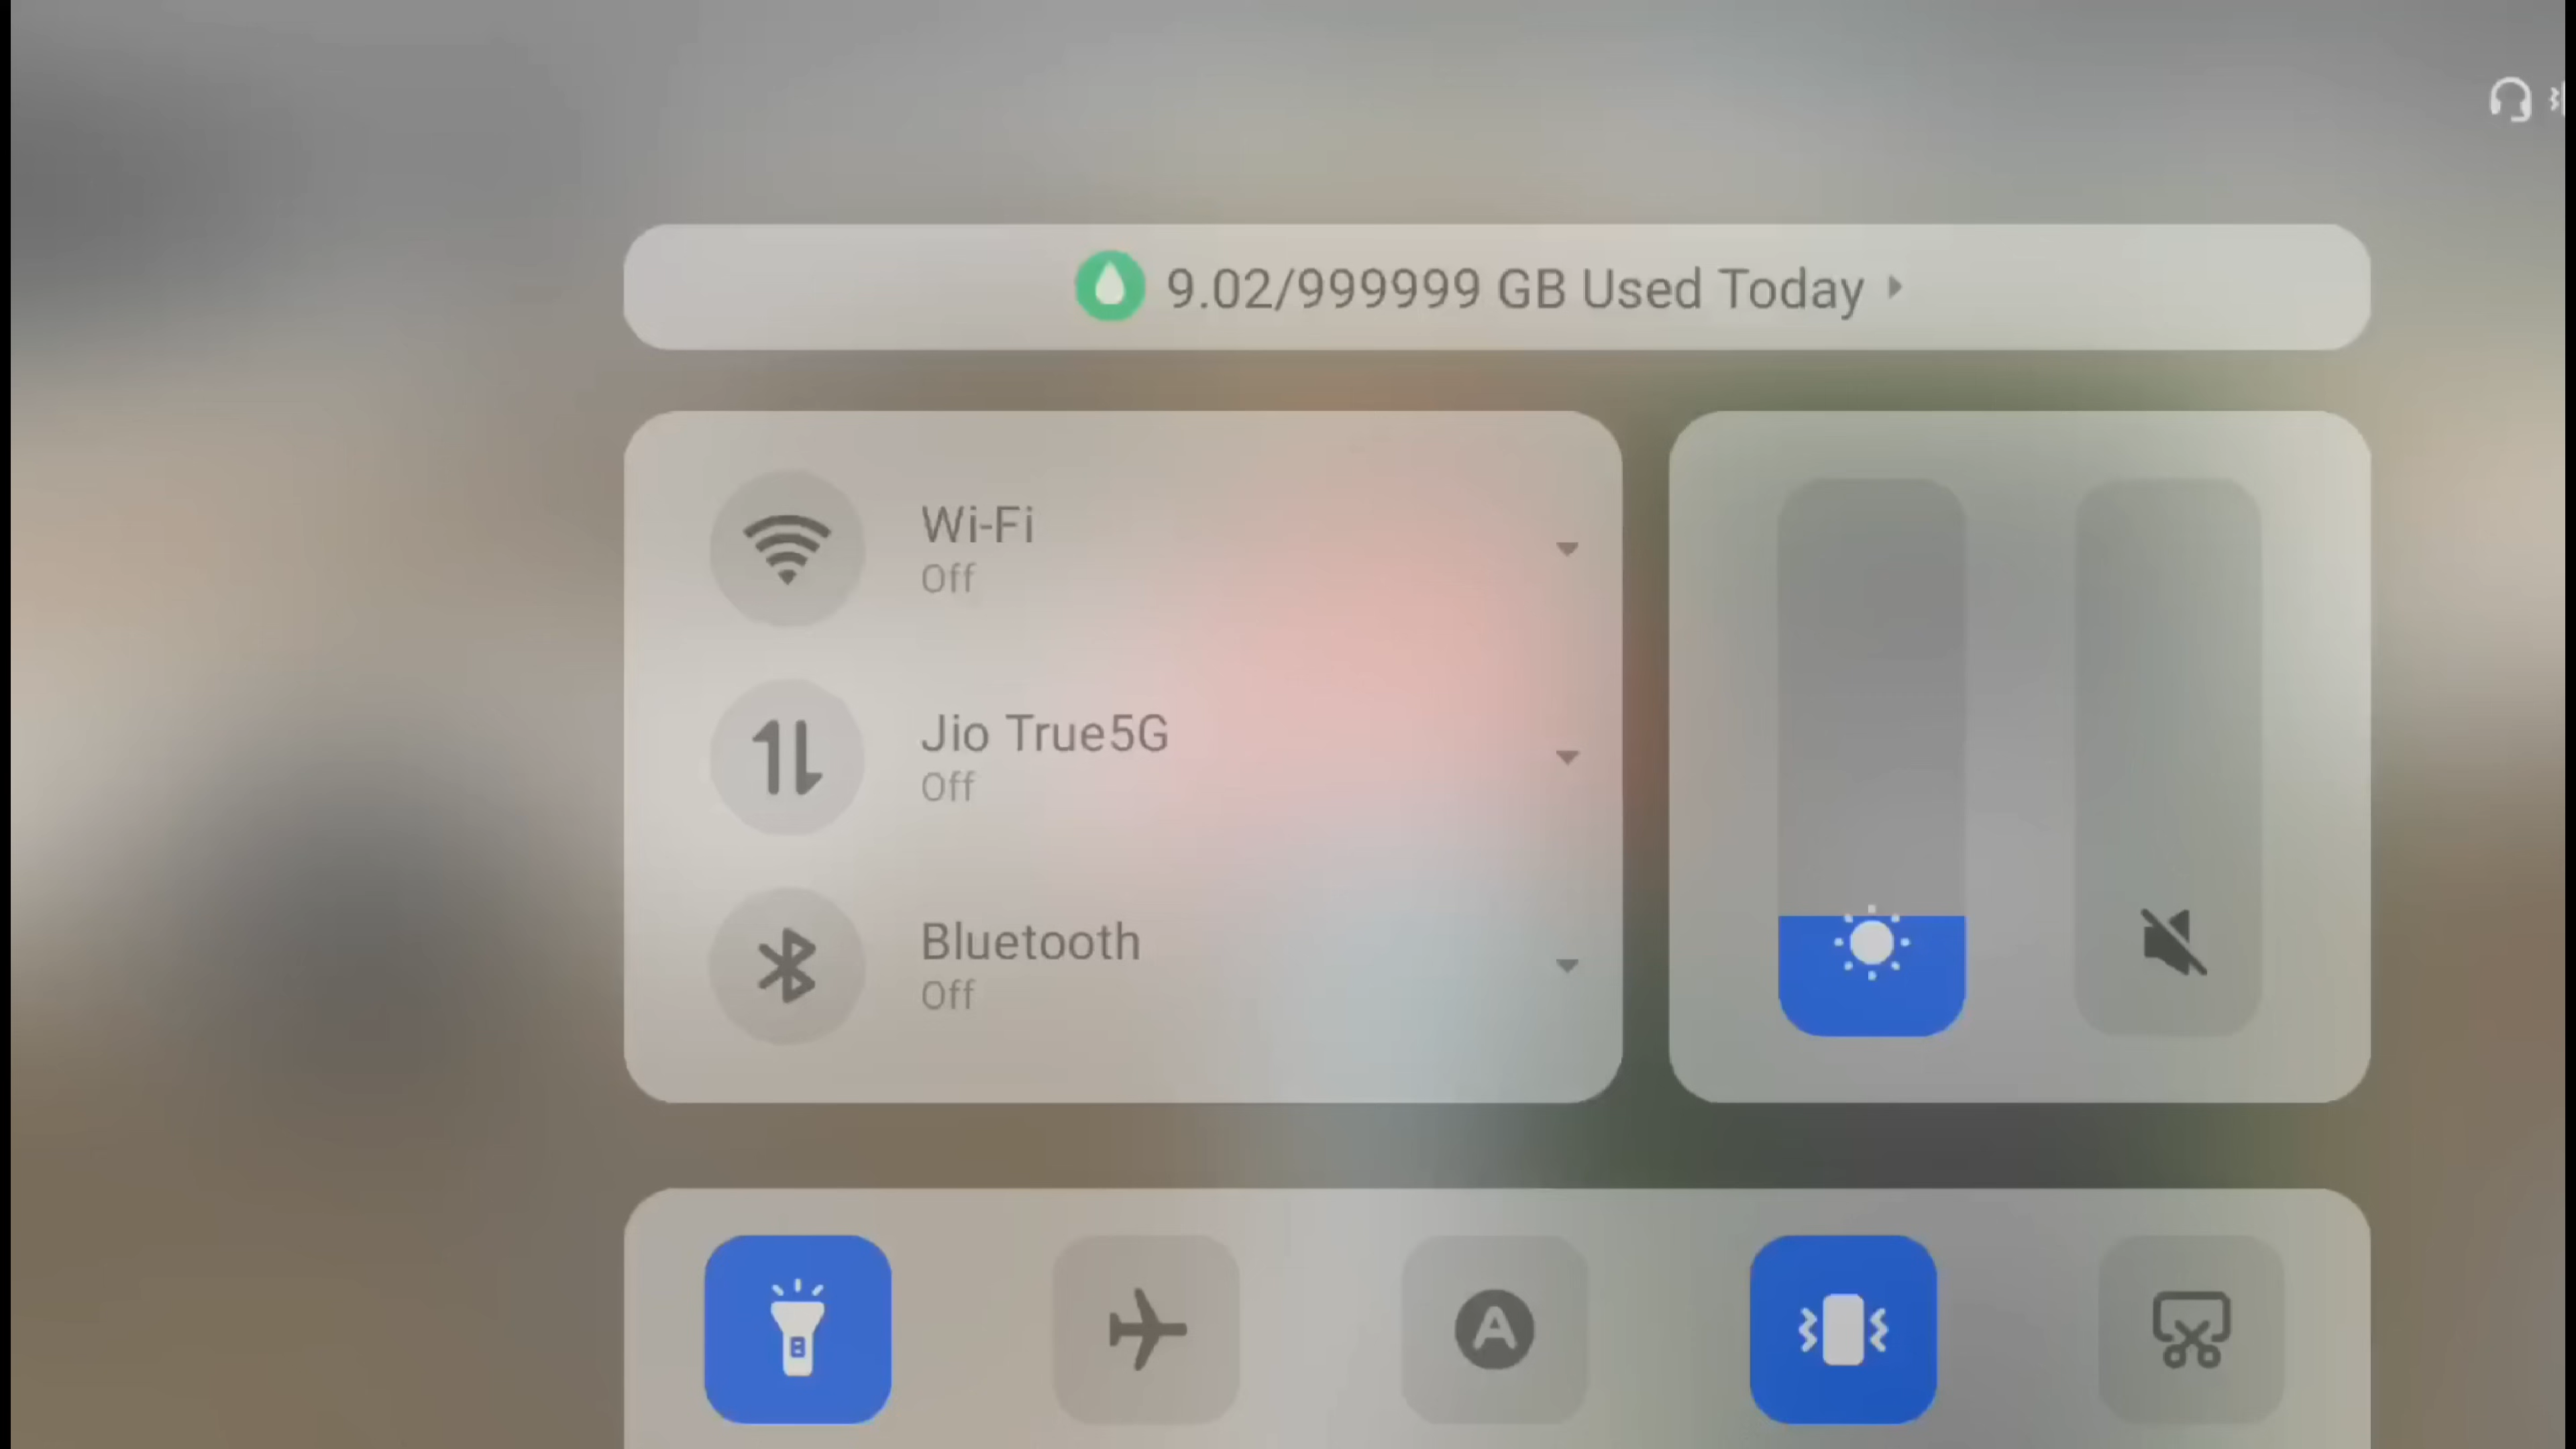 9.02/999999 GB Used Today
Wi-Fi
Off
Jio True5G
Off
Bluetooth
Off
A